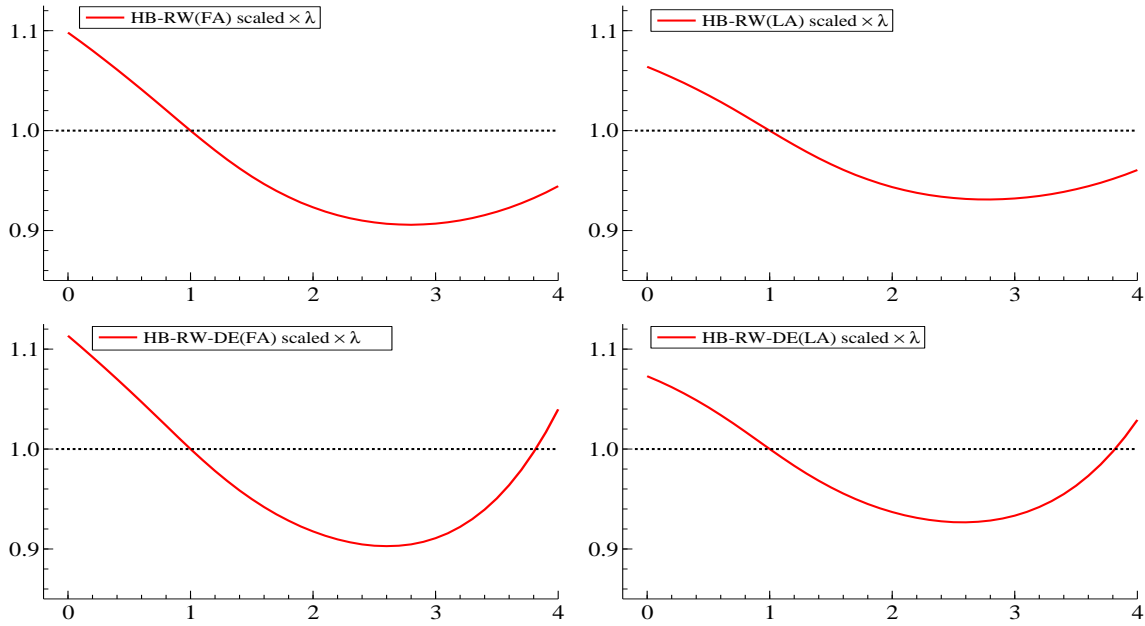 HB-RW(FA) scaled × λ
1.1
1.0
0.9
0 1 2 3 4
HB-RW(LA) scaled × λ
1.1
1.0
0.9
0 1 2 3 4
HB-RW-DE(FA) scaled × λ
1.1
1.0
0.9
0 1 2 3 4
HB-RW-DE(LA) scaled × λ
1.1
1.0
0.9
0 1 2 3 4